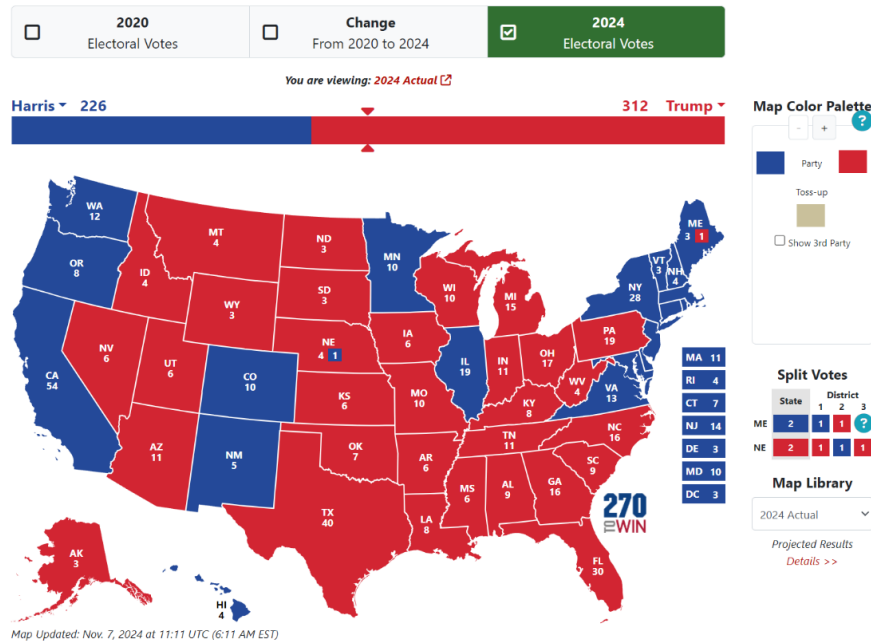 2020
Electoral Votes
Change
From 2020 to 2024
2024
Electoral Votes
You are viewing: 2024 Actual
Harris 226
312 Trump
Map Color Palette
- +
?
Party
Toss-up
Show 3rd Party
WA
12
OR
8
CA
54
NV
6
ID
4
MT
4
WY
3
UT
6
AZ
11
CO
10
NM
5
ND
3
SD
3
NE
4 1
KS
6
OK
7
TX
40
MN
10
IA
6
MO
10
AR
6
LA
8
WI
10
IL
19
MI
15
IN
11
OH
17
KY
8
TN
11
MS
6
AL
9
GA
16
FL
30
SC
9
NC
16
VA
13
WV
4
PA
19
NY
28
VT
3
NH
4
ME
3 1
AK
3
HI
4
MA 11
RI 4
CT 7
NJ 14
DE 3
MD 10
DC 3
270
TO WIN
Split Votes
State District
1 2 3
ME 2 1 1 ?
NE 2 1 1 1
Map Library
2024 Actual
Projected Results
Details >>
Map Updated: Nov. 7, 2024 at 11:11 UTC (6:11 AM EST)